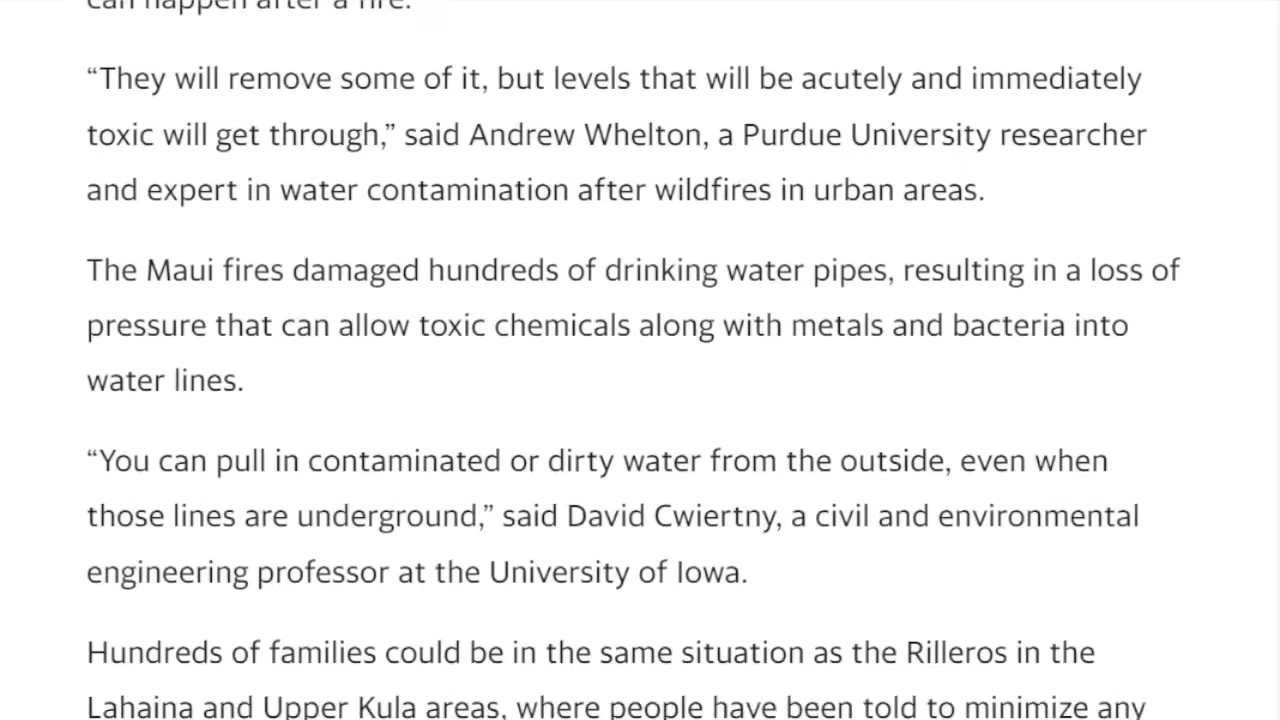 can happen after a fire.
“They will remove some of it, but levels that will be acutely and immediately
toxic will get through,” said Andrew Whelton, a Purdue University researcher
and expert in water contamination after wildfires in urban areas.
The Maui fires damaged hundreds of drinking water pipes, resulting in a loss of
pressure that can allow toxic chemicals along with metals and bacteria into
water lines.
“You can pull in contaminated or dirty water from the outside, even when
those lines are underground,” said David Cwiertny, a civil and environmental
engineering professor at the University of Iowa.
Hundreds of families could be in the same situation as the Rilleros in the
Lahaina and Upper Kula areas, where people have been told to minimize any